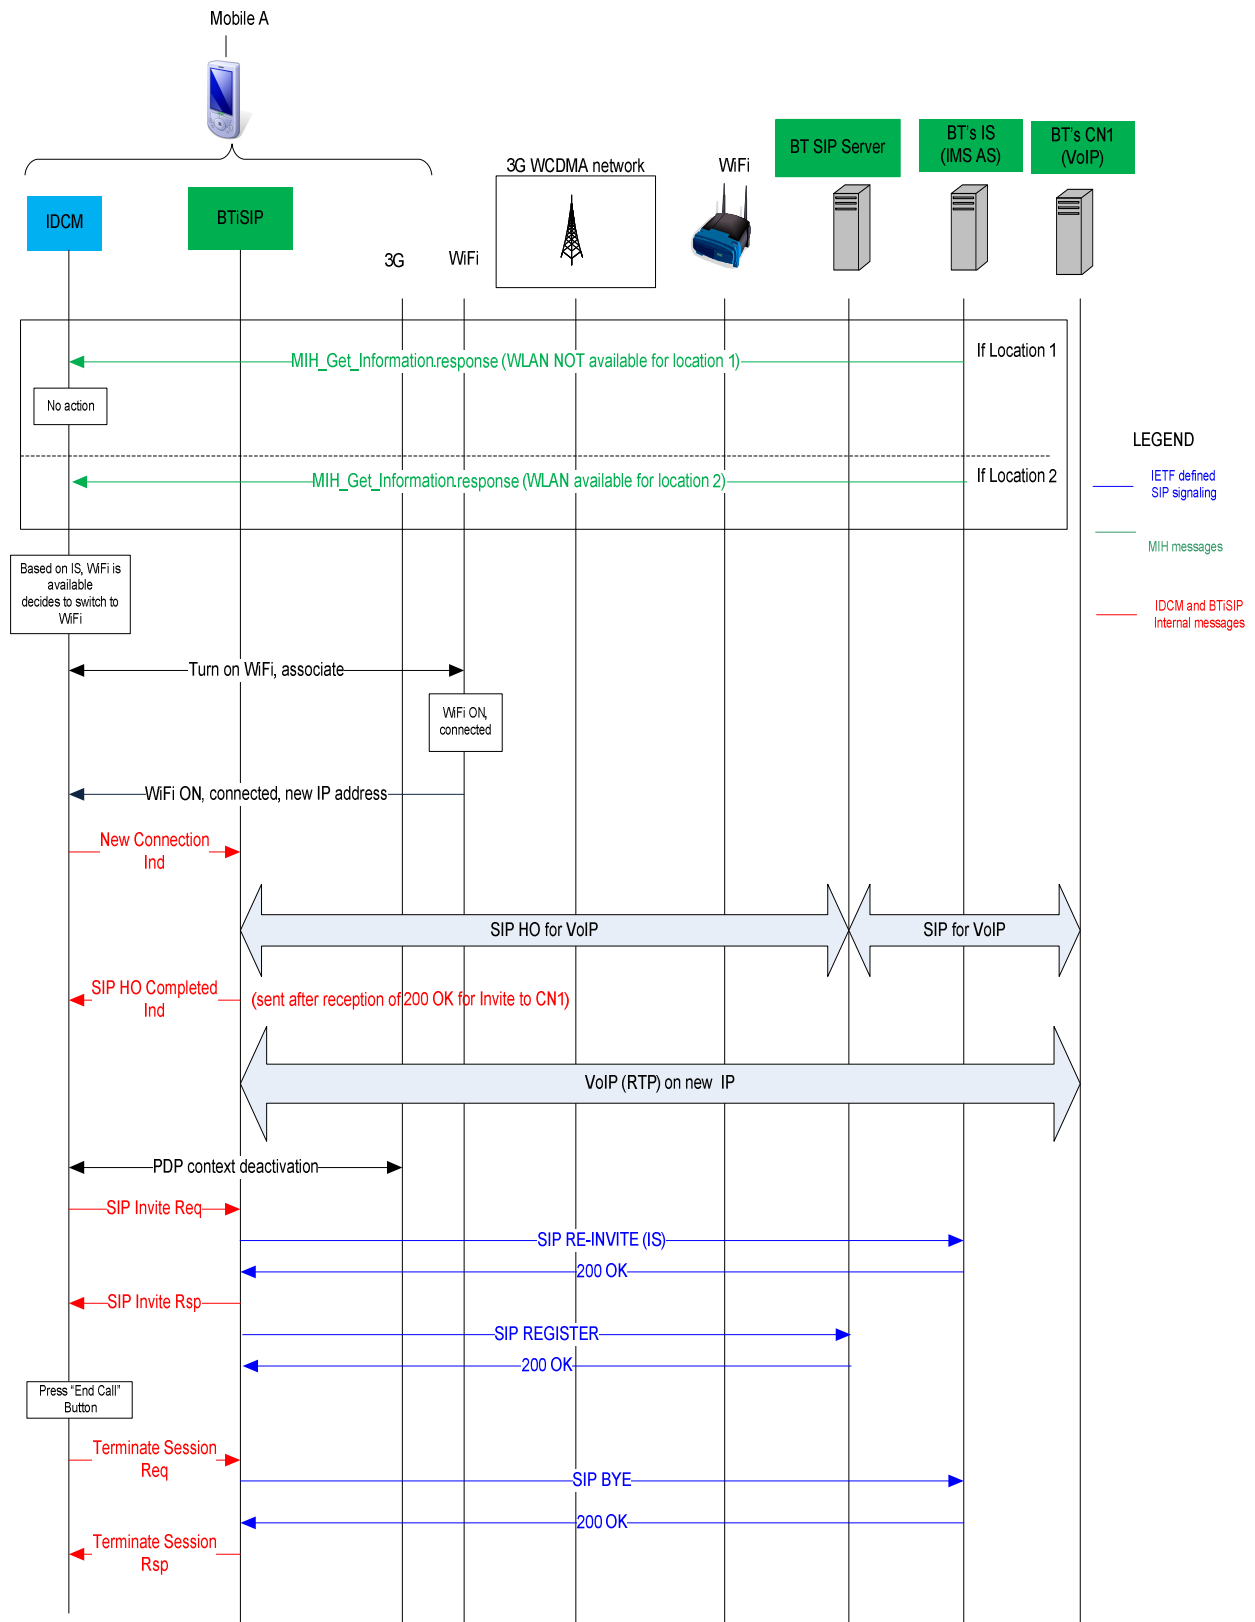 Mobile A
IDCM
BTiSIP
3G
WiFi
3G WCDMA network
WiFi
BT SIP Server
BT's IS
(IMS AS)
BT's CN1
(VoIP)
If Location 1
MIH_Get_Information.response (WLAN NOT available for location 1)
No action
If Location 2
MIH_Get_Information.response (WLAN available for location 2)
LEGEND
IETF defined
SIP signaling
MIH messages
IDCM and BTiSIP
Internal messages
Based on IS, WiFi is
available
decides to switch to
WiFi
Turn on WiFi, associate
WiFi ON,
connected
WiFi ON, connected, new IP address
New Connection
Ind
SIP HO for VoIP
SIP for VoIP
SIP HO Completed
Ind
(sent after reception of 200 OK for Invite to CN1)
VoIP (RTP) on new IP
PDP context deactivation
SIP Invite Req
SIP RE-INVITE (IS)
200 OK
SIP Invite Rsp
SIP REGISTER
200 OK
Press “End Call”
Button
Terminate Session
Req
SIP BYE
200 OK
Terminate Session
Rsp